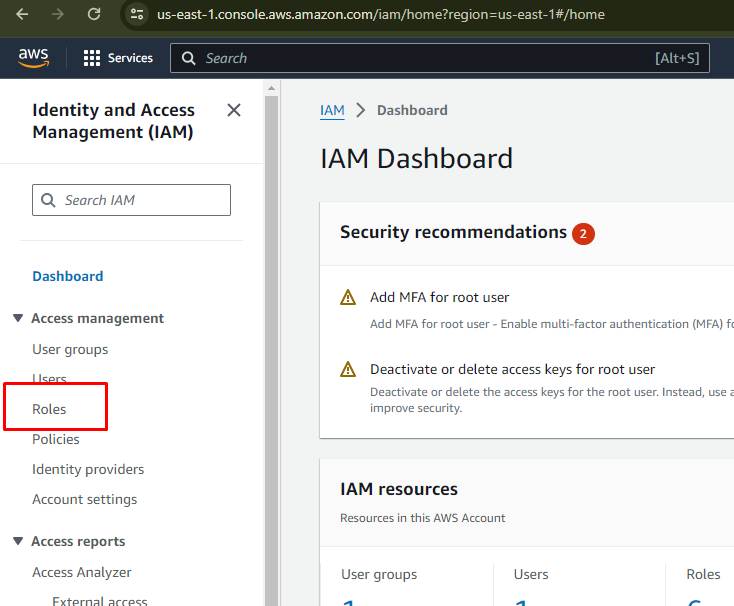 us-east-1.console.aws.amazon.com/iam/home?region=us-east-1#/home
aws
Services
Search
[Alt+S]
Identity and Access
Management (IAM)
Search IAM
Dashboard
Access management
User groups
Users
Roles
Policies
Identity providers
Account settings
Access reports
Access Analyzer
External access
IAM
Dashboard
IAM Dashboard
Security recommendations 2
Add MFA for root user
Add MFA for root user - Enable multi-factor authentication (MFA)
Deactivate or delete access keys for root user
Deactivate or delete the access keys for the root user. Instead, use a
improve security.
IAM resources
Resources in this AWS Account
User groups
Users
Roles